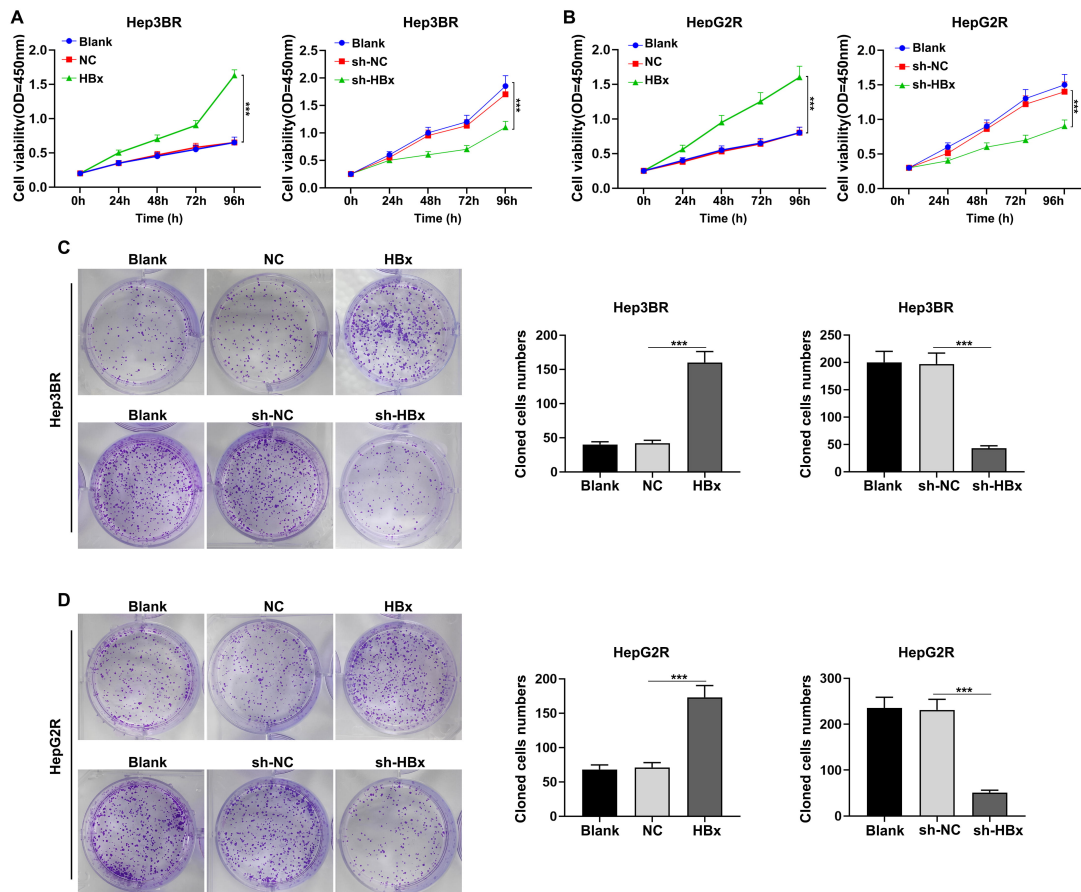 A
Hep3BR
Cell viability(OD=450nm)
2.0
1.5
1.0
0.5
0.0
Blank
NC
HBx
***
0h 24h 48h 72h 96h
Time (h)
Hep3BR
Cell viability(OD=450nm)
2.5
2.0
1.5
1.0
0.5
0.0
Blank
sh-NC
sh-HBx
***
0h 24h 48h 72h 96h
Time (h)
B
HepG2R
Cell viability(OD=450nm)
2.0
1.5
1.0
0.5
0.0
Blank
NC
HBx
***
0h 24h 48h 72h 96h
Time (h)
HepG2R
Cell viability(OD=450nm)
2.0
1.5
1.0
0.5
0.0
Blank
sh-NC
sh-HBx
***
0h 24h 48h 72h 96h
Time (h)
C
Hep3BR
Blank NC HBx
Blank sh-NC sh-HBx
Hep3BR
Cloned cells numbers
200
150
100
50
0
***
Blank NC HBx
Hep3BR
Cloned cells numbers
250
200
150
100
50
0
***
Blank sh-NC sh-HBx
D
HepG2R
Blank NC HBx
Blank sh-NC sh-HBx
HepG2R
Cloned cells numbers
200
150
100
50
0
***
Blank NC HBx
HepG2R
Cloned cells numbers
300
200
100
0
***
Blank sh-NC sh-HBx